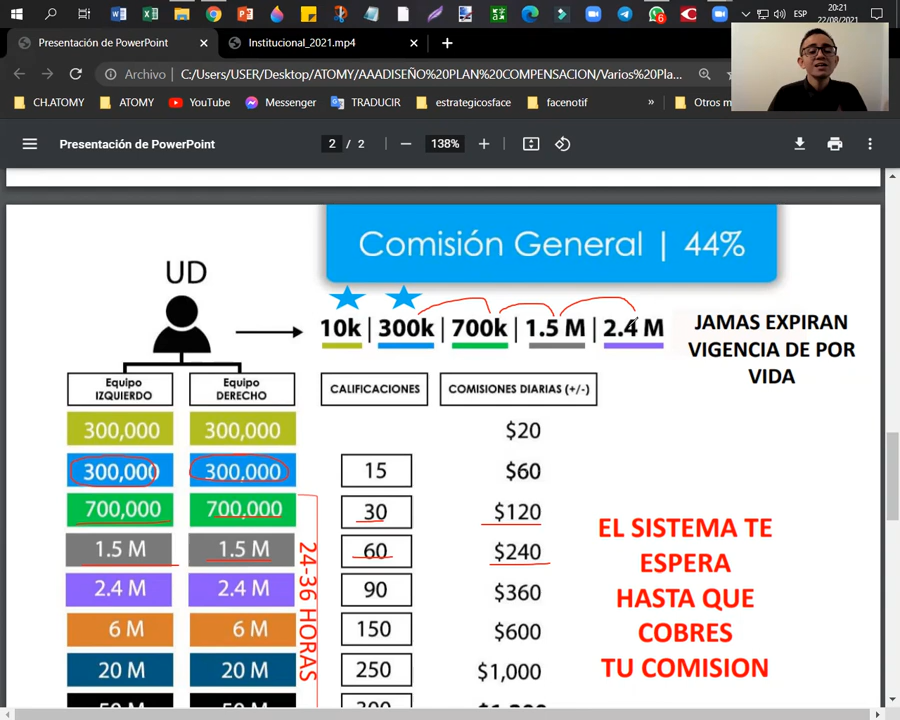 20:21
ESP
22/08/2021
6
Presentación de PowerPoint
Institucional_2021.mp4
Archivo
C:/Users/USER/Desktop/ATOMY/AAADISEÑO%20PLAN%20COMPENSACION/Varios%20Pla...
CH.ATOMY
ATOMY
YouTube
Messenger
TRADUCIR
estrategicosface
facenotif
»
Otros m
Presentación de PowerPoint
2 / 2
138%
Comisión General | 44%
UD
10k | 300k | 700k | 1.5 M | 2.4 M
JAMAS EXPIRAN
VIGENCIA DE POR
VIDA
Equipo
IZQUIERDO
Equipo
DERECHO
CALIFICACIONES
COMISIONES DIARIAS (+/-)
300,000 300,000 $20
300,000 300,000 15 $60
700,000 700,000 30 $120
1.5 M 1.5 M 60 $240
2.4 M 2.4 M 90 $360
6 M 6 M 150 $600
20 M 20 M 250 $1,000
24-36 HORAS
EL SISTEMA TE
ESPERA
HASTA QUE
COBRES
TU COMISION